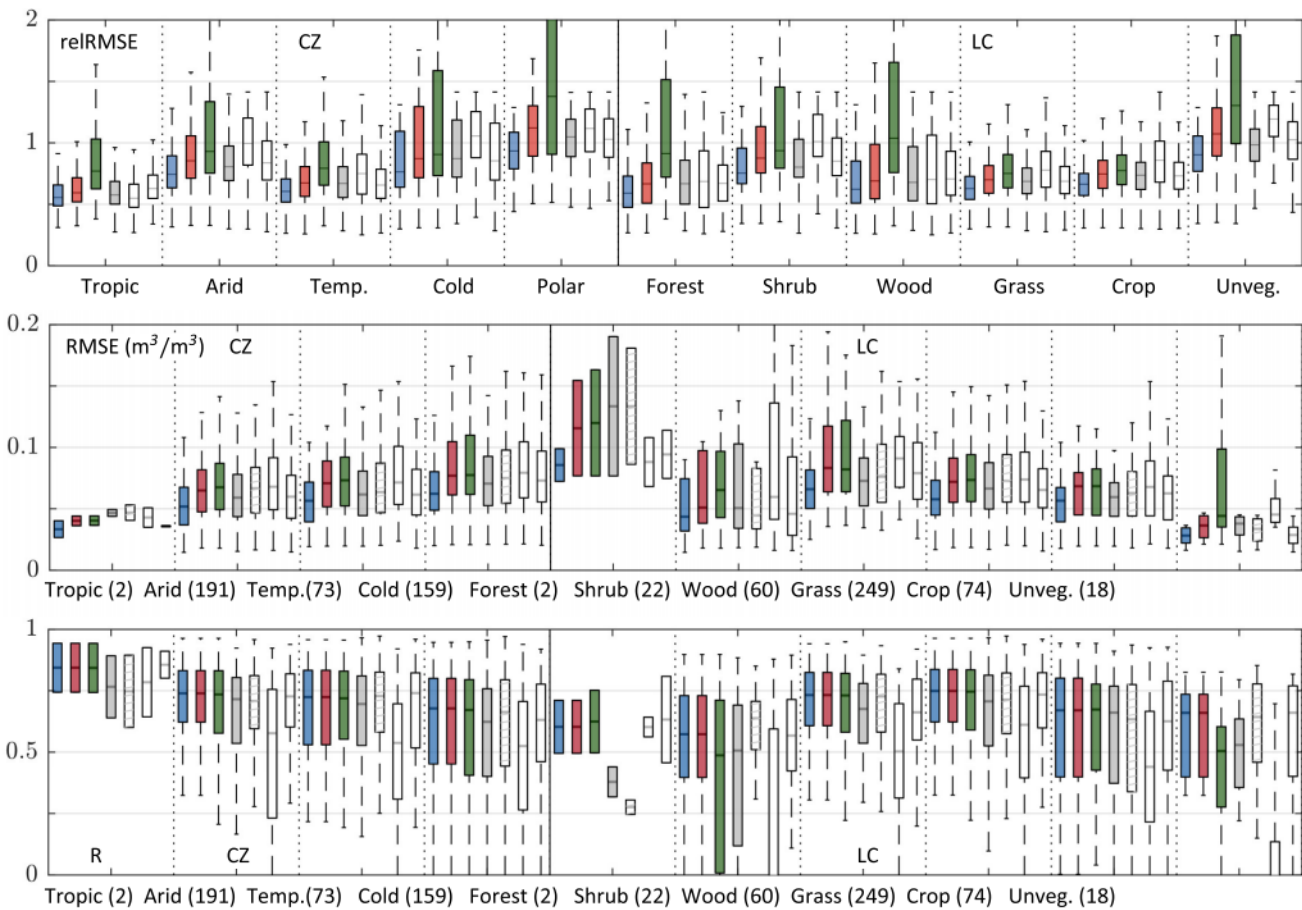 2
relRMSE CZ LC
1
0
Tropic Arid Temp. Cold Polar Forest Shrub Wood Grass Crop Unveg.
0.2
RMSE (m³/m³) CZ LC
0.1
0
Tropic (2) Arid (191) Temp.(73) Cold (159) Forest (2) Shrub (22) Wood (60) Grass (249) Crop (74) Unveg. (18)
1
0.5
R CZ LC
0
Tropic (2) Arid (191) Temp.(73) Cold (159) Forest (2) Shrub (22) Wood (60) Grass (249) Crop (74) Unveg. (18)